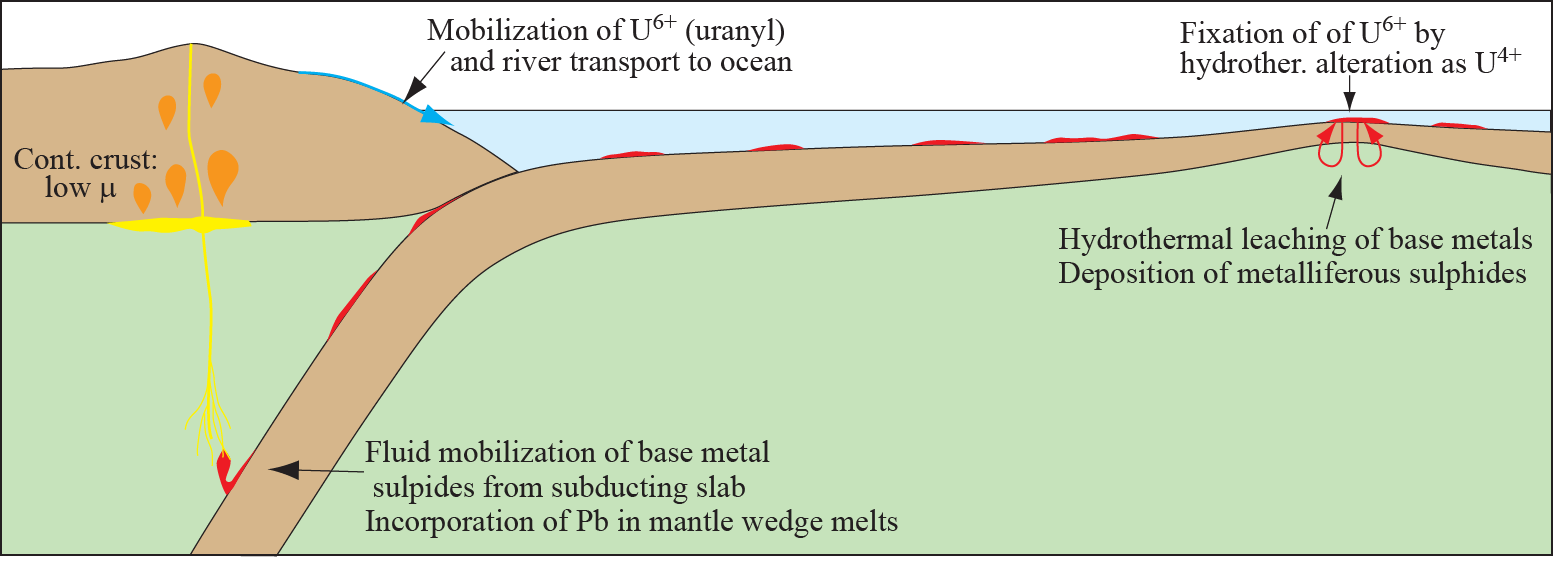 Mobilization of U⁶⁺ (uranyl)
and river transport to ocean
Fixation of of U⁶⁺ by
hydrother. alteration as U⁴⁺
Cont. crust:
low µ
Hydrothermal leaching of base metals
Deposition of metalliferous sulphides
Fluid mobilization of base metal
sulpides from subducting slab
Incorporation of Pb in mantle wedge melts